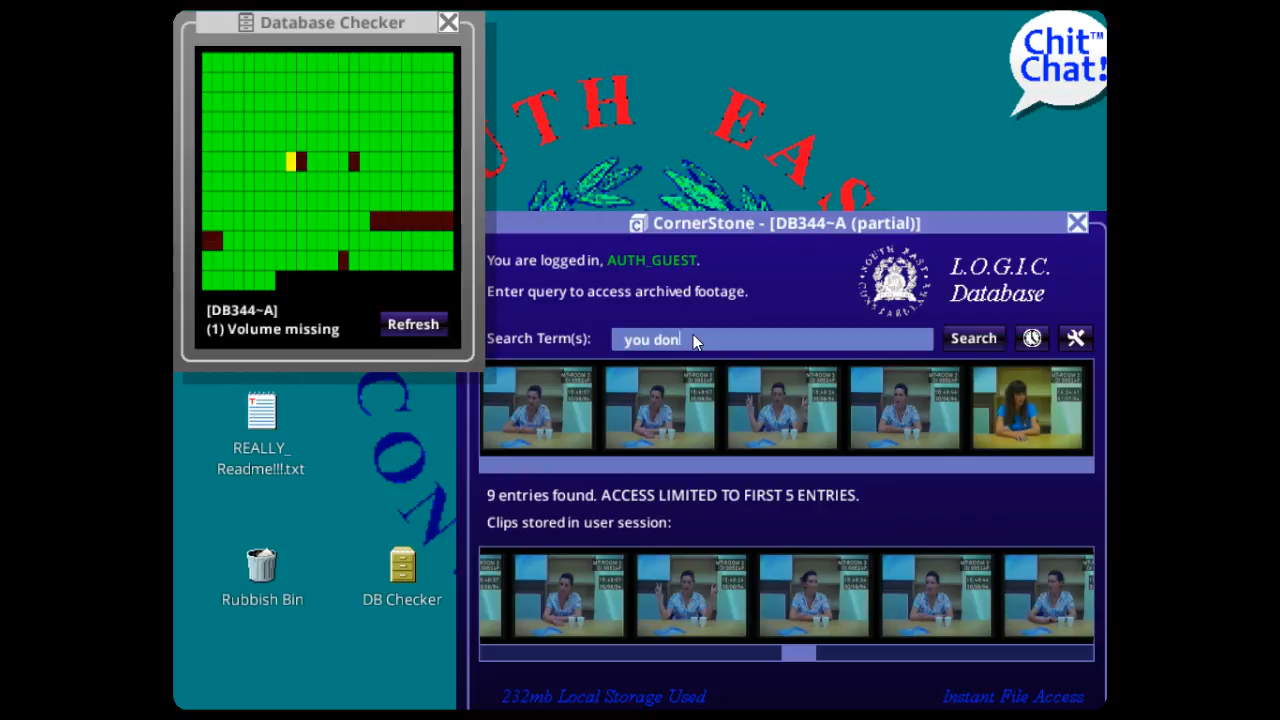 Database Checker
[DB344~A]
(1) Volume missing
Refresh
Chit™
Chat!
UTH EAS
CON
CornerStone - [DB344~A (partial)]
You are logged in, AUTH_GUEST.
Enter query to access archived footage.
L.O.G.I.C.
Database
Search Term(s):
you don
Search
9 entries found. ACCESS LIMITED TO FIRST 5 ENTRIES.
Clips stored in user session:
232mb Local Storage Used
Instant File Access
REALLY_
Readme!!!.txt
Rubbish Bin
DB Checker